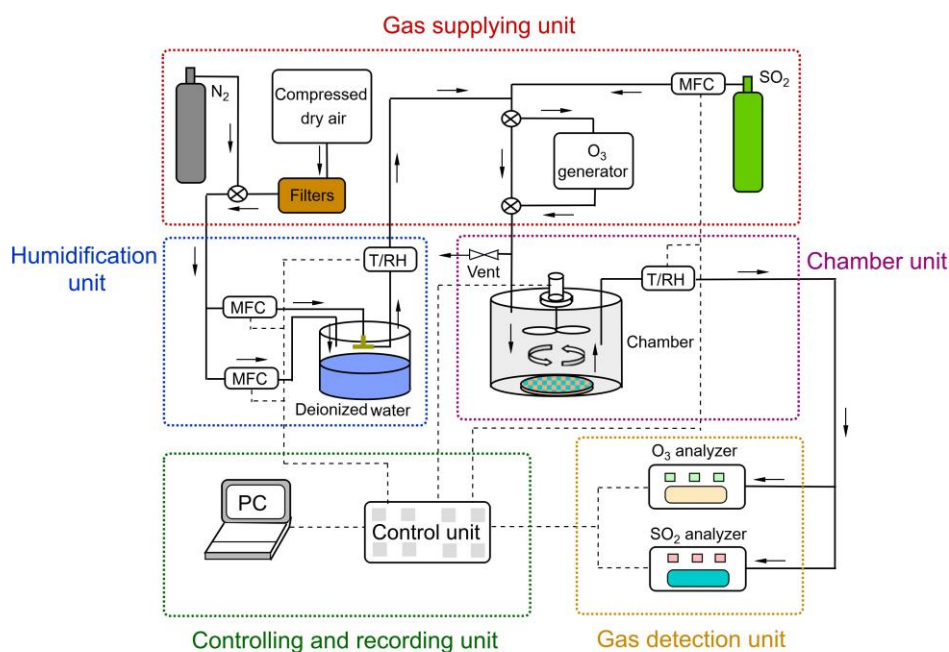 Gas supplying unit
N2
Compressed
dry air
MFC
SO2
O3
generator
Filters
Humidification
unit
T/RH
Vent
T/RH
Chamber unit
MFC
Chamber
MFC
Deionized water
O3 analyzer
PC
Control unit
SO2 analyzer
Controlling and recording unit
Gas detection unit